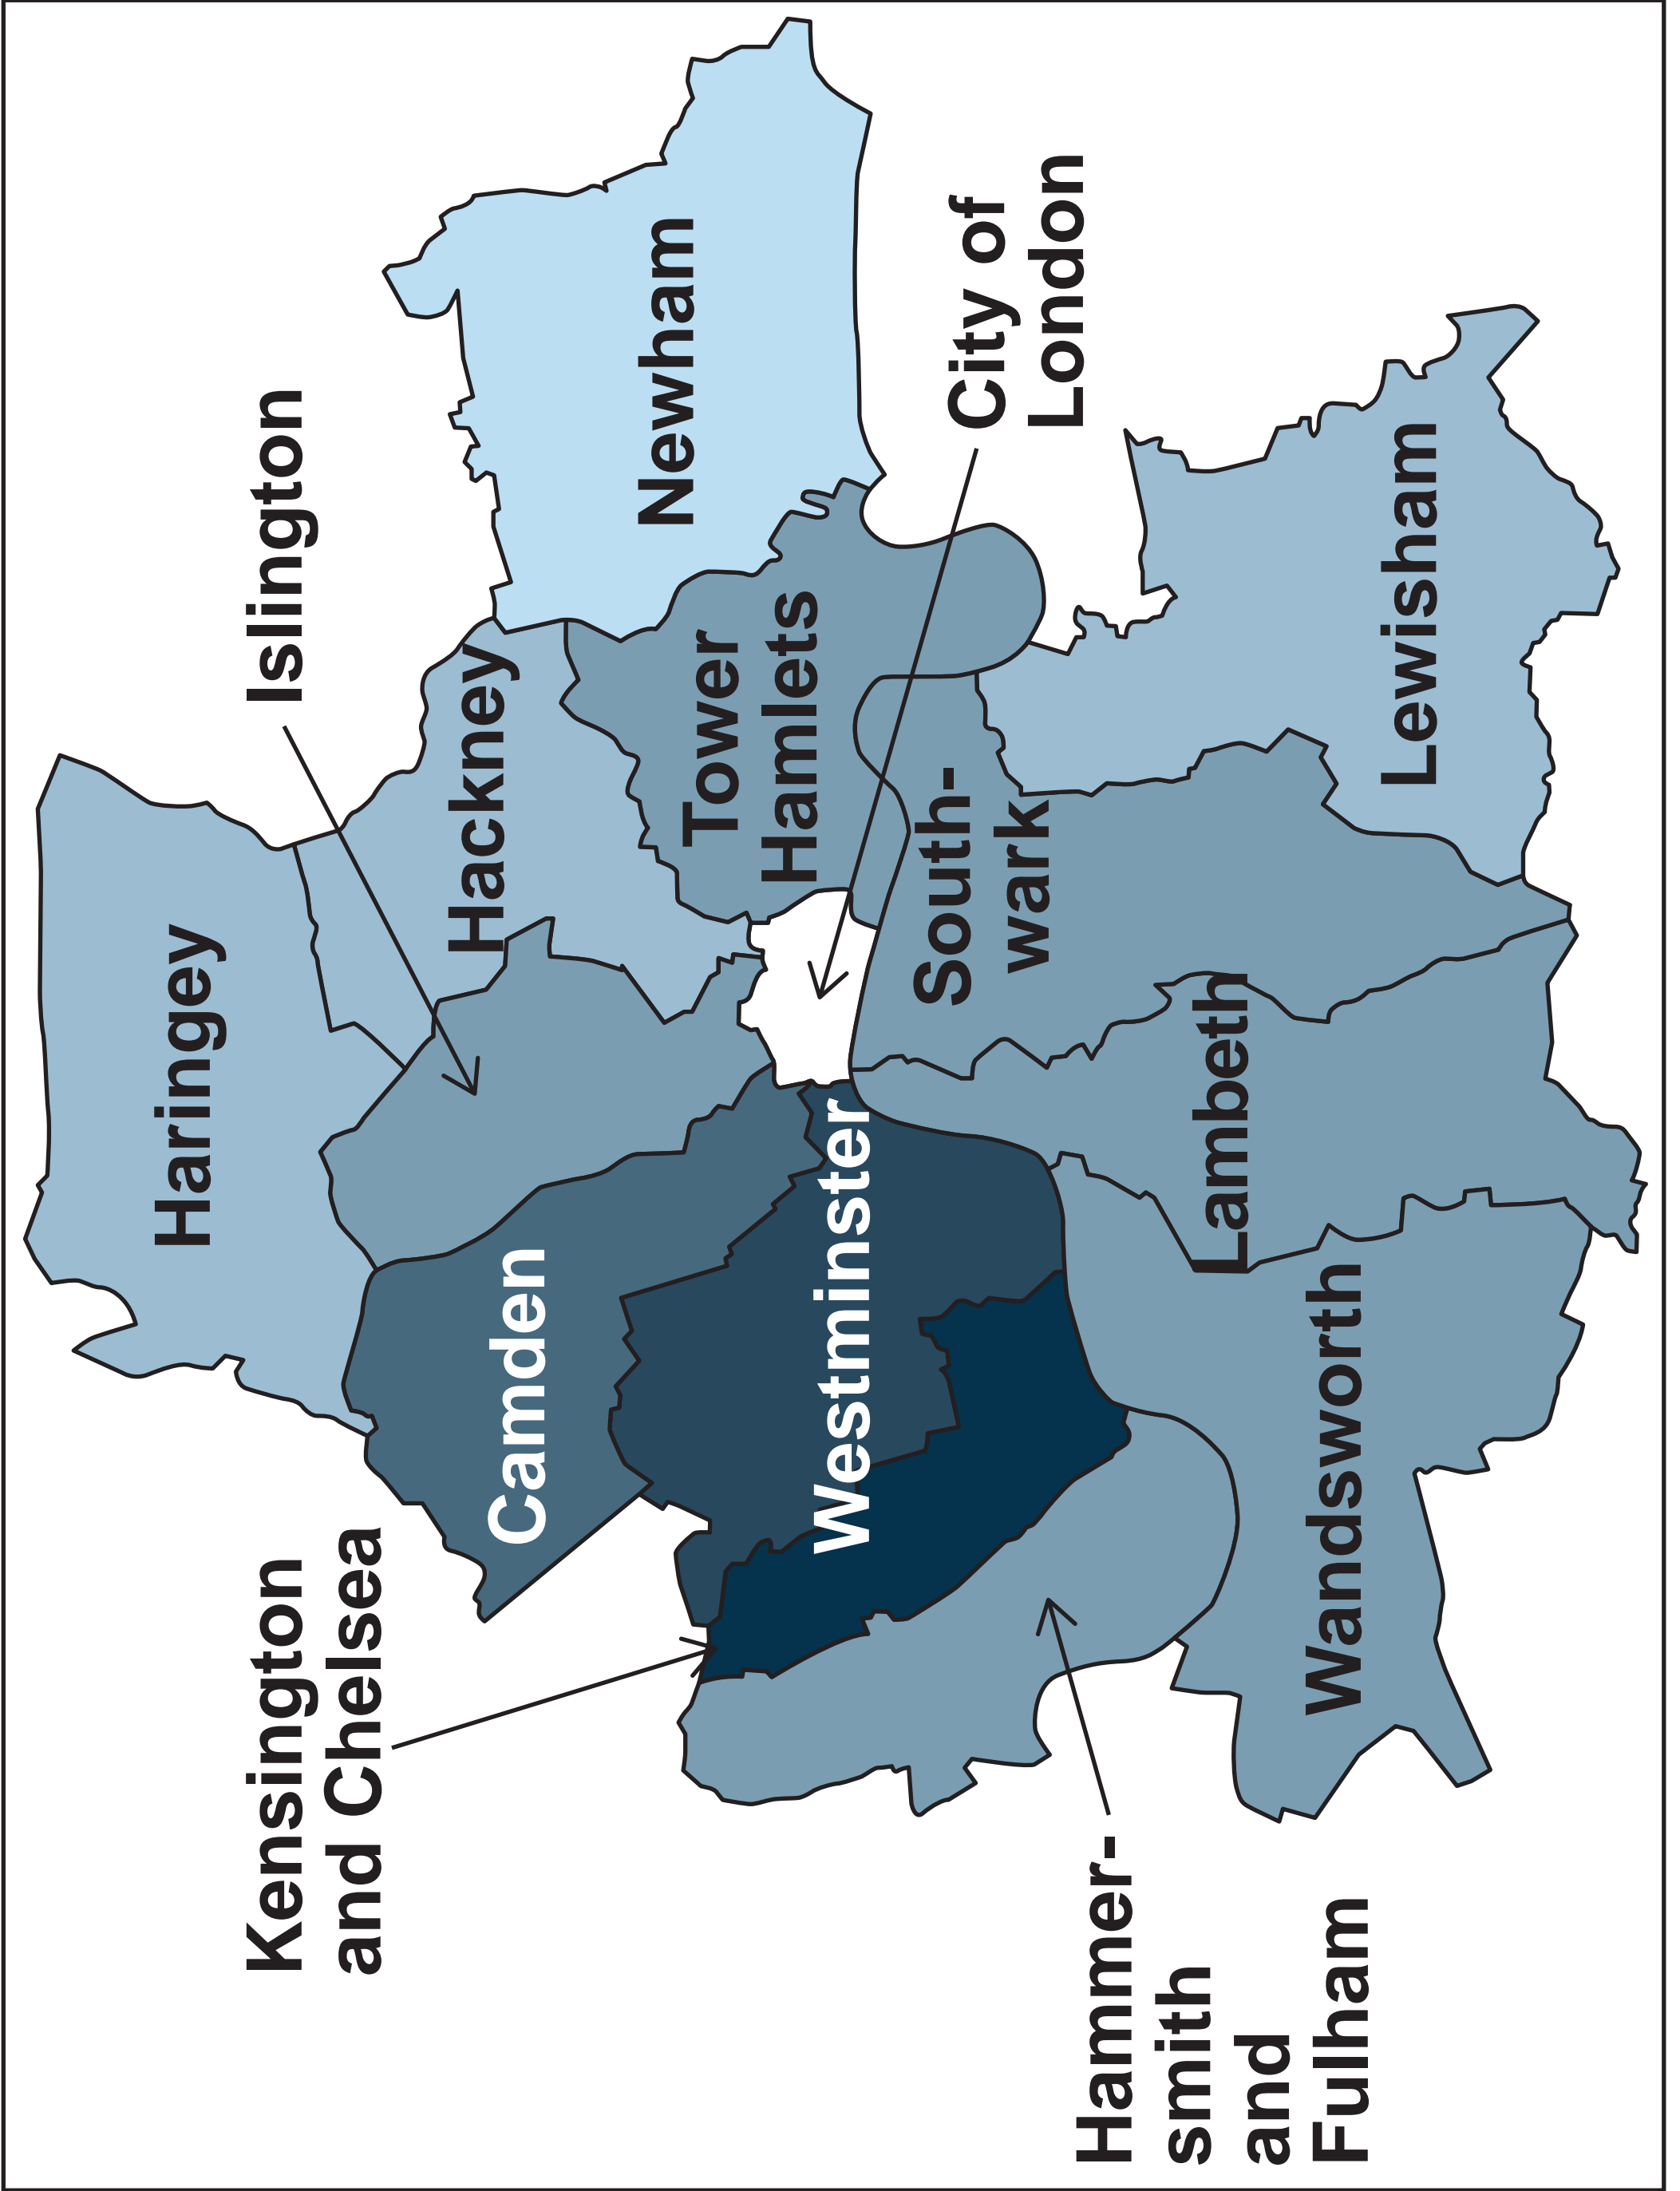 Haringey
Islington
Kensington
and Chelsea
Hackney
Camden
Newham
Tower
Hamlets
Westminster
City of
London
South-
wark
Hammer-
smith
and
Fulham
Lambeth
Wandsworth
Lewisham